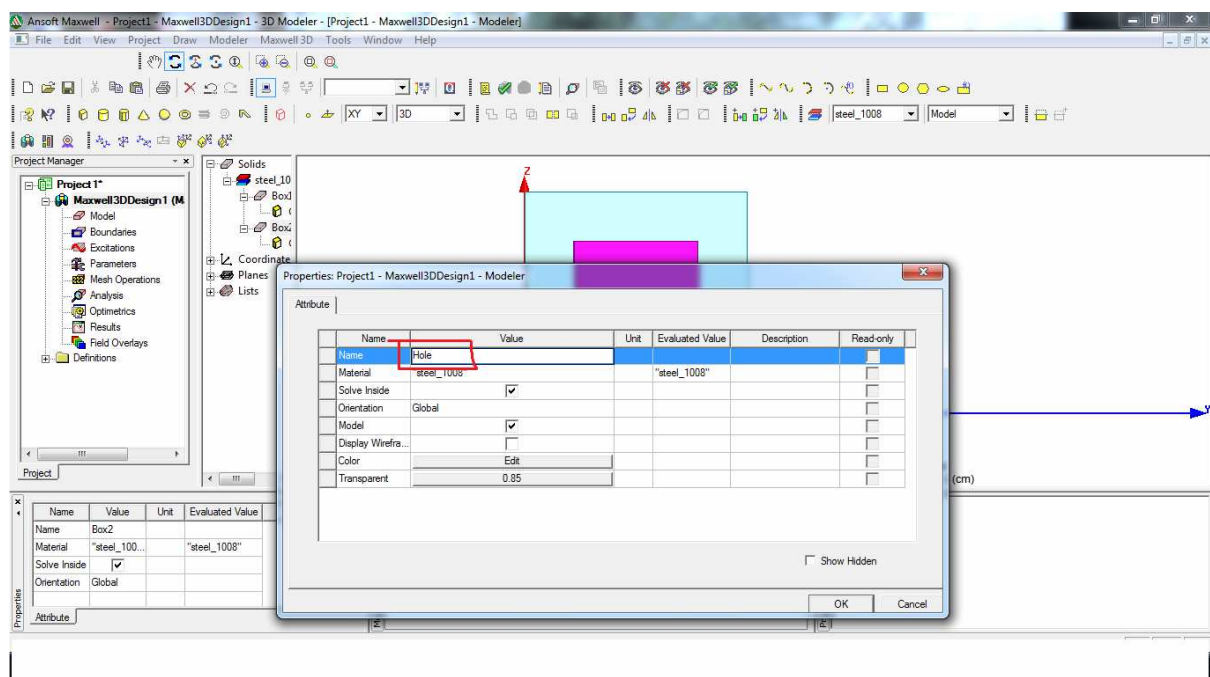 Ansoft Maxwell - Project1 - Maxwell3DDesign1 - 3D Modeler - [Project1 - Maxwell3DDesign1 - Modeler]
File Edit View Project Draw Modeler Maxwell 3D Tools Window Help
XY 3D steel_1008 Model
Project Manager
Project1*
Maxwell3DDesign1 (M
Model
Boundaries
Excitations
Parameters
Mesh Operations
Analysis
Optimetrics
Results
Field Overlays
Definitions
Project
Solids
steel_10
Box1
Box2
Coordinate
Planes
Lists
Z
Y
(cm)
Properties: Project1 - Maxwell3DDesign1 - Modeler
Attribute
Name Value Unit Evaluated Value Description Read-only
Name Hole
Material "steel_1008" "steel_1008"
Solve Inside
Orientation Global
Model
Display Wirefra...
Color Edit
Transparent 0.85
Show Hidden
OK Cancel
Name Value Unit Evaluated Value
Name Box2
Material "steel_100... "steel_1008"
Solve Inside
Orientation Global
Properties
Attribute